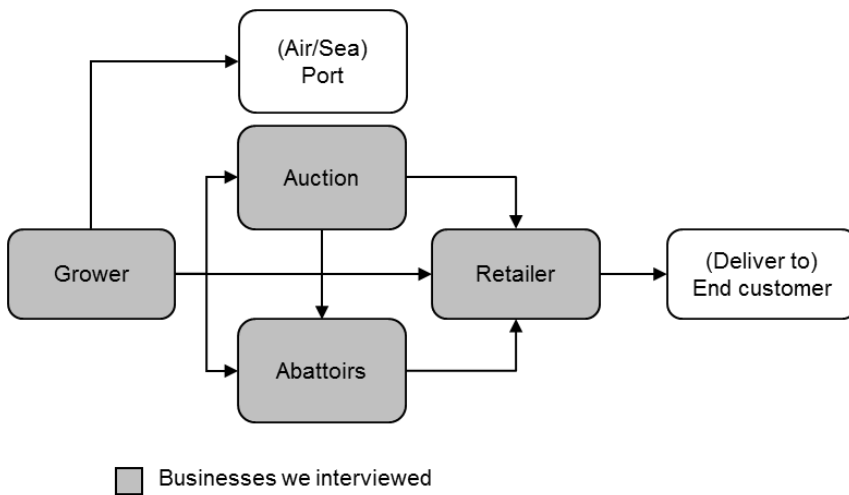 (Air/Sea)
Port
Auction
Grower
Retailer
(Deliver to)
End customer
Abattoirs
Businesses we interviewed